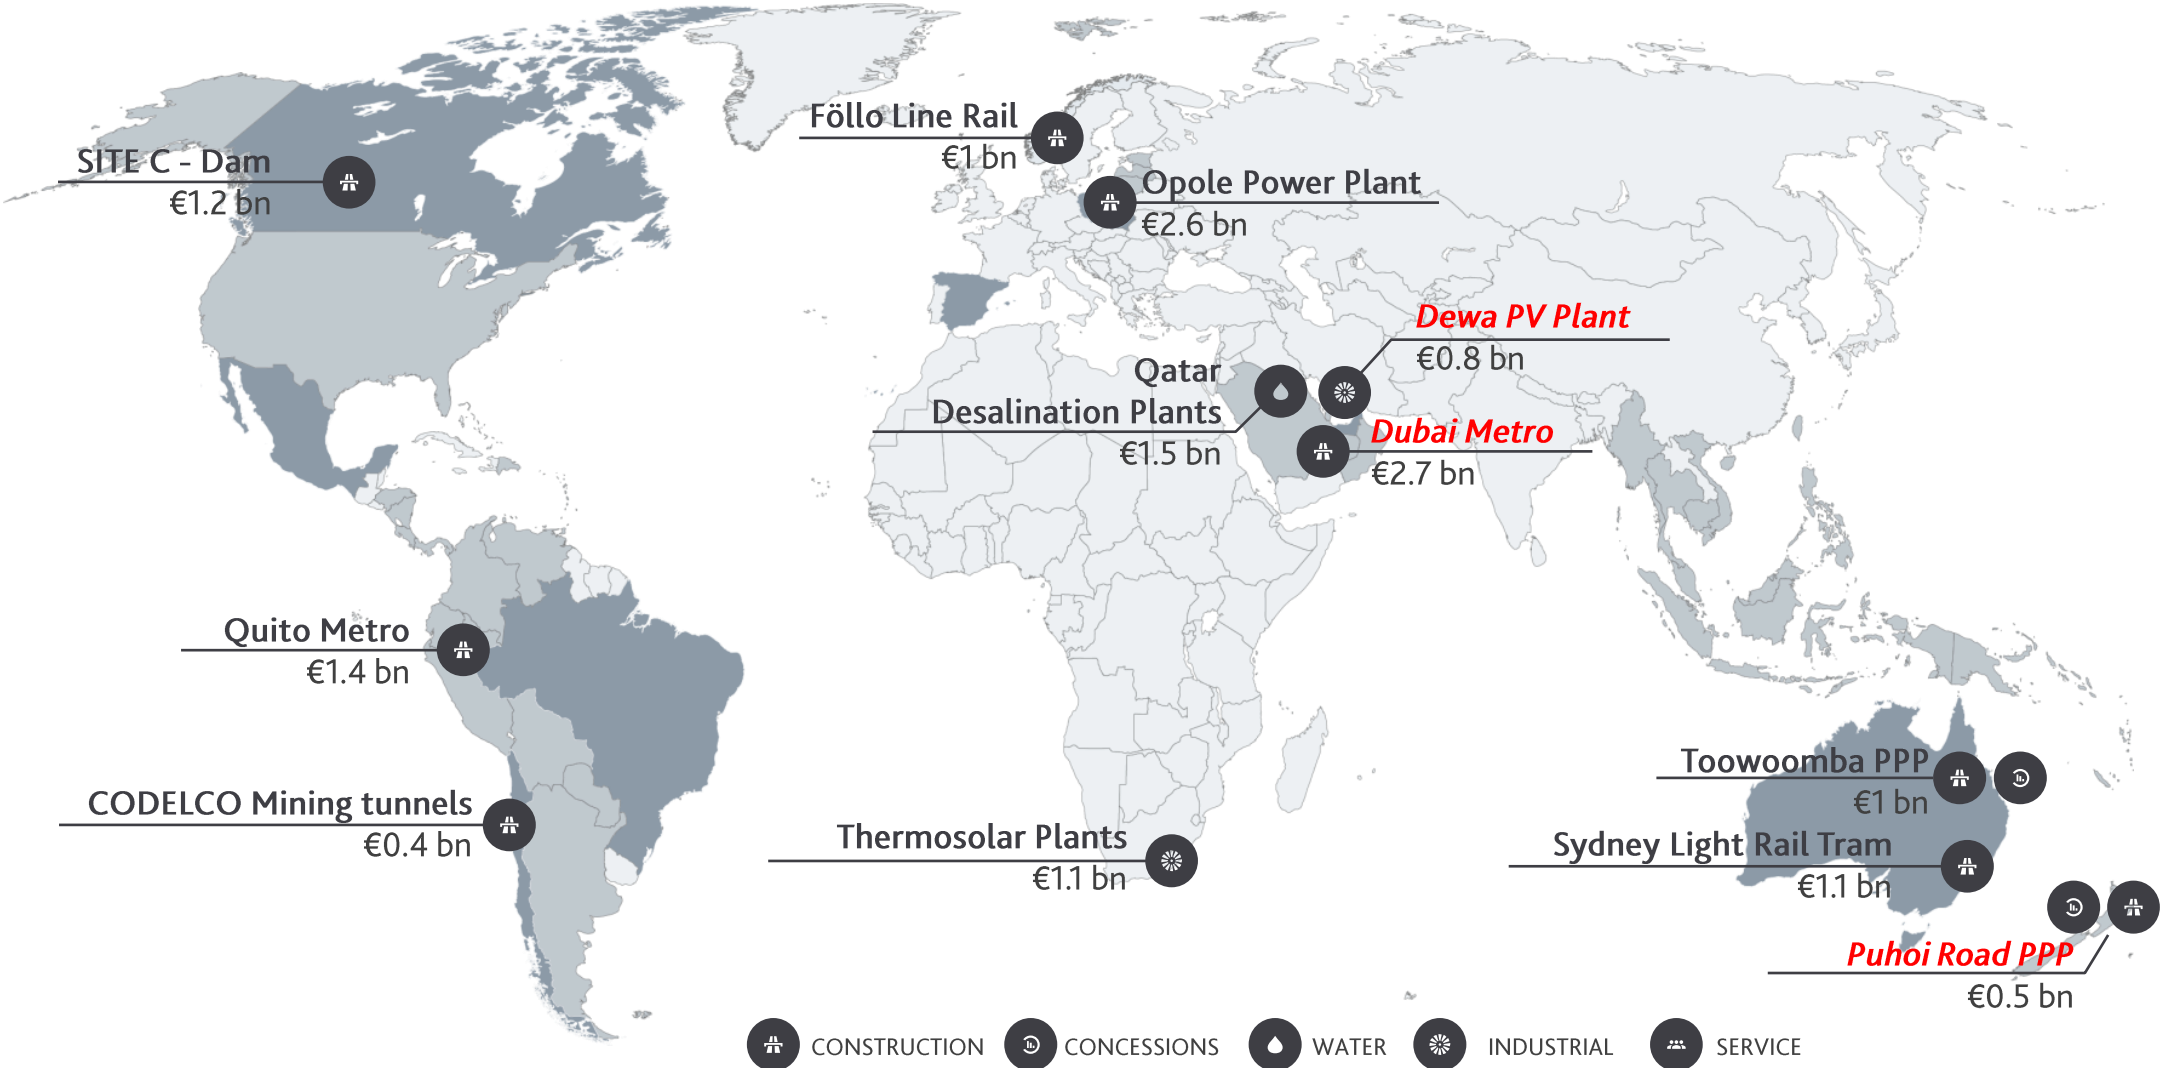 Föllo Line Rail
€1 bn
SITE C - Dam
€1.2 bn
Opole Power Plant
€2.6 bn
Dewa PV Plant
€0.8 bn
Qatar
Desalination Plants
€1.5 bn
Dubai Metro
€2.7 bn
Quito Metro
€1.4 bn
Toowoomba PPP
€1 bn
CODELCO Mining tunnels
€0.4 bn
Thermosolar Plants
€1.1 bn
Sydney Light Rail Tram
€1.1 bn
Puhoi Road PPP
€0.5 bn
CONSTRUCTION CONCESSIONS WATER INDUSTRIAL SERVICE